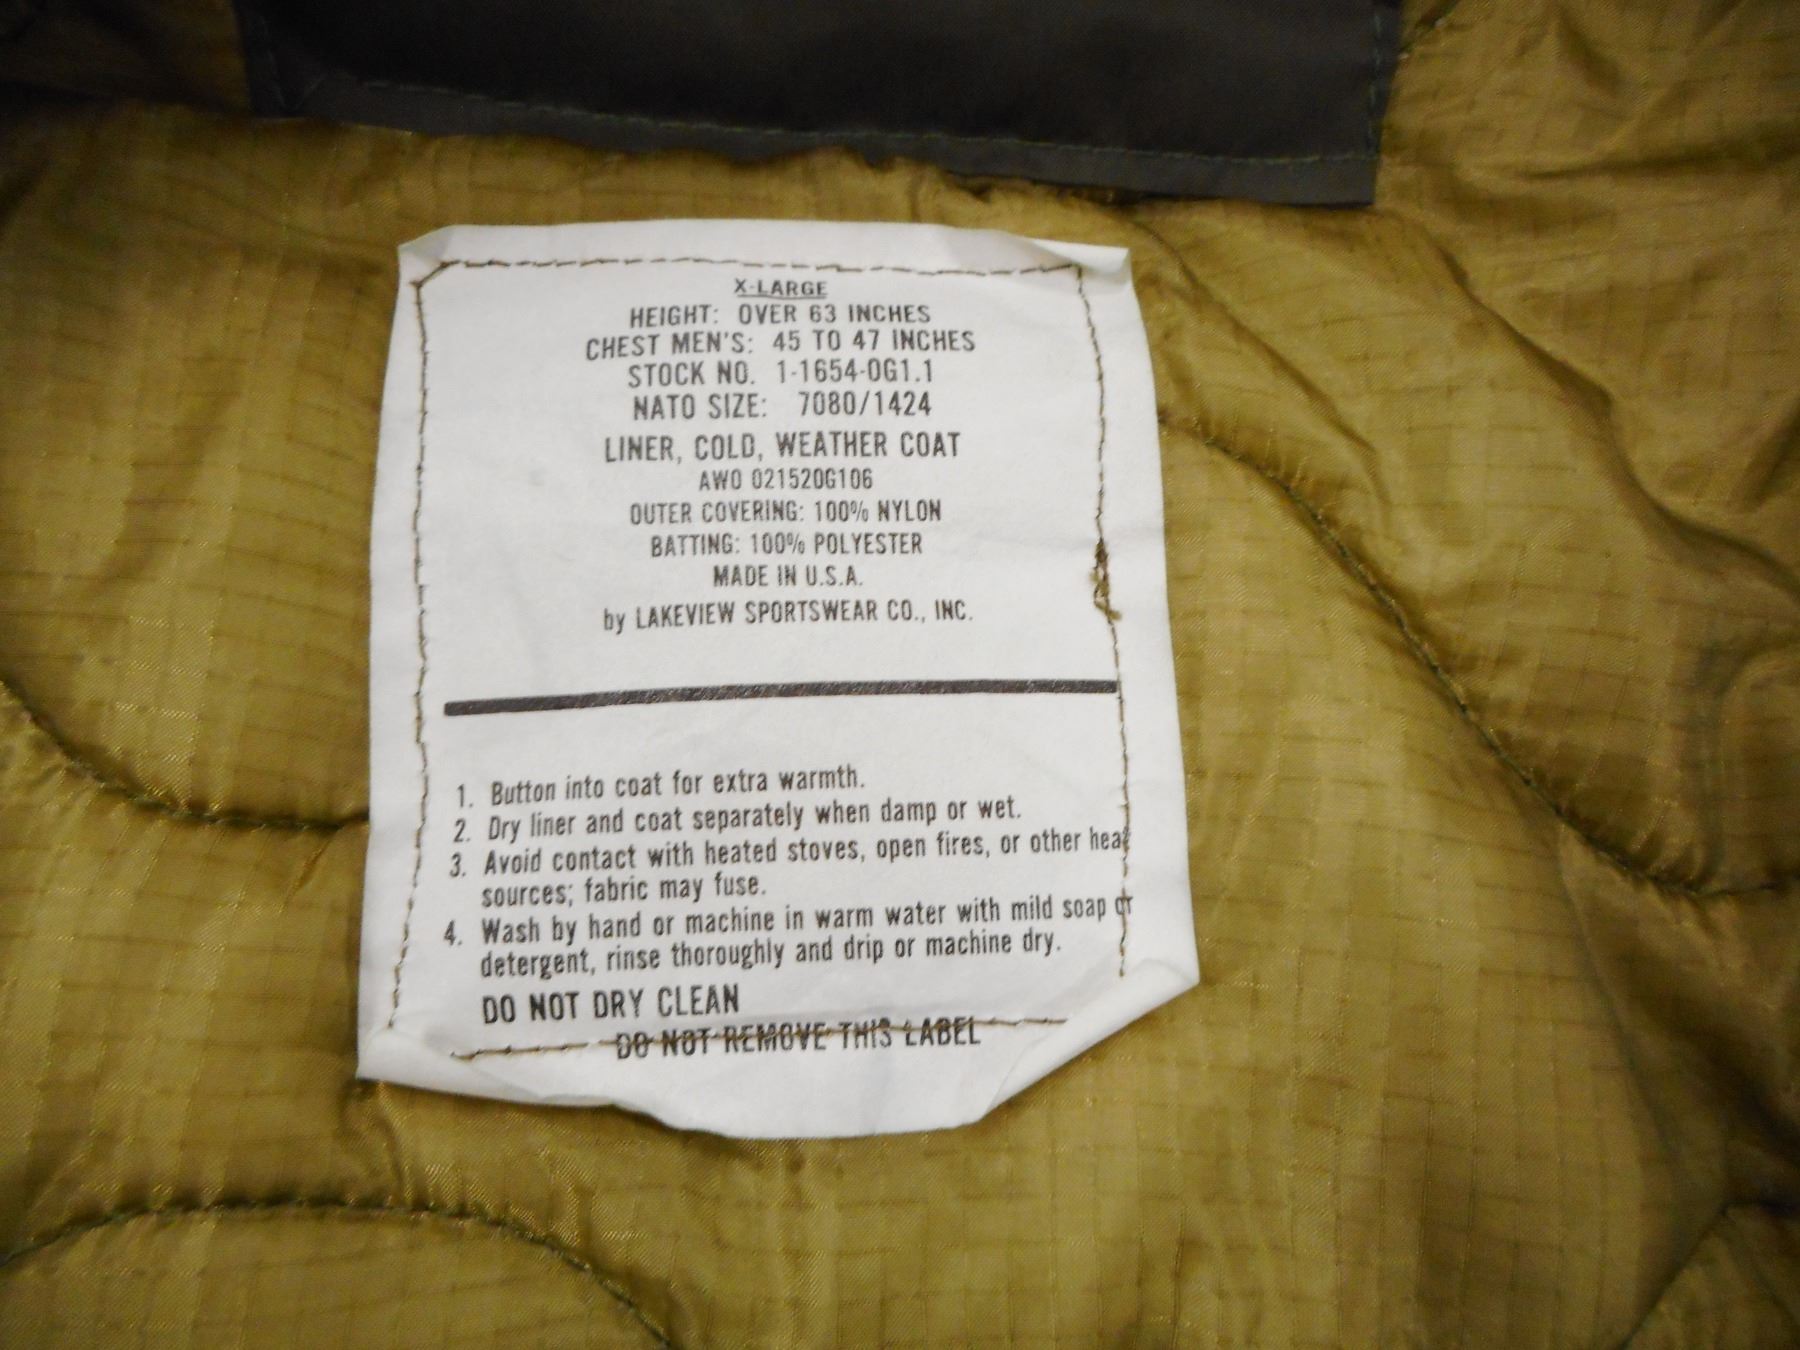 X-LARGE
HEIGHT: OVER 63 INCHES
CHEST MEN'S: 45 TO 47 INCHES
STOCK NO. 1-1654-0G1.1
NATO SIZE: 7080/1424
LINER, COLD, WEATHER COAT
AWO 021520G106
OUTER COVERING: 100% NYLON
BATTING: 100% POLYESTER
MADE IN U.S.A.
by LAKEVIEW SPORTSWEAR CO., INC.
1. Button into coat for extra warmth.
2. Dry liner and coat separately when damp or wet.
3. Avoid contact with heated stoves, open fires, or other heat
sources; fabric may fuse.
4. Wash by hand or machine in warm water with mild soap or
detergent, rinse thoroughly and drip or machine dry.
DO NOT DRY CLEAN
DO NOT REMOVE THIS LABEL